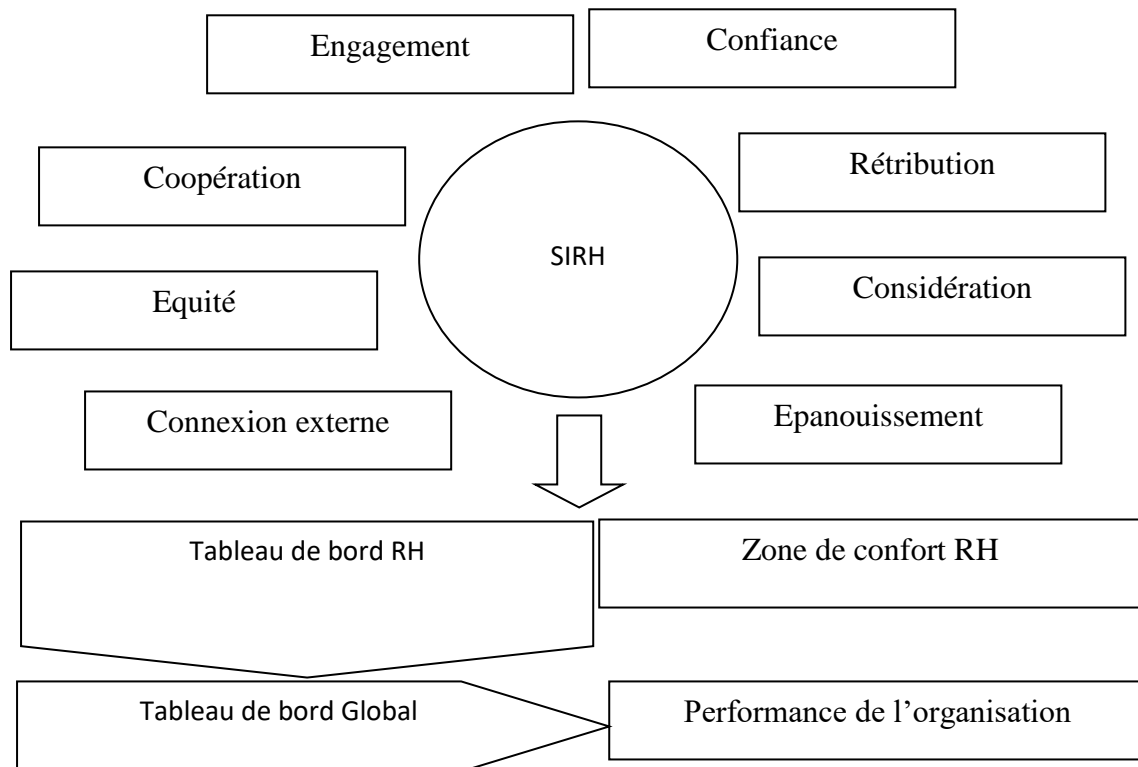 Engagement
Confiance
Coopération
Rétribution
SIRH
Equité
Considération
Connexion externe
Epanouissement
Tableau de bord RH
Zone de confort RH
Tableau de bord Global
Performance de l’organisation